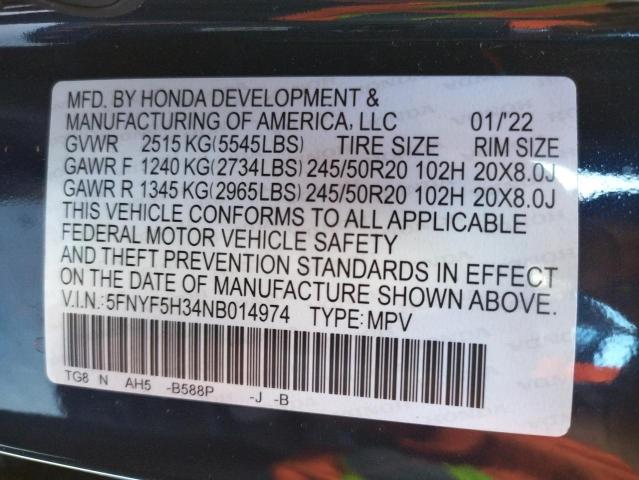 MFD. BY HONDA DEVELOPMENT &
MANUFACTURING OF AMERICA, LLC 01/'22
GVWR 2515 KG(5545LBS) TIRE SIZE RIM SIZE
GAWR F 1240 KG(2734LBS) 245/50R20 102H 20X8.0J
GAWR R 1345 KG(2965LBS) 245/50R20 102H 20X8.0J
THIS VEHICLE CONFORMS TO ALL APPLICABLE
FEDERAL MOTOR VEHICLE SAFETY
AND THEFT PREVENTION STANDARDS IN EFFECT
ON THE DATE OF MANUFACTURE SHOWN ABOVE.
V.I.N.:5FNYF5H34NB014974 TYPE:MPV
TG8 N AH5 -B588P -J -B